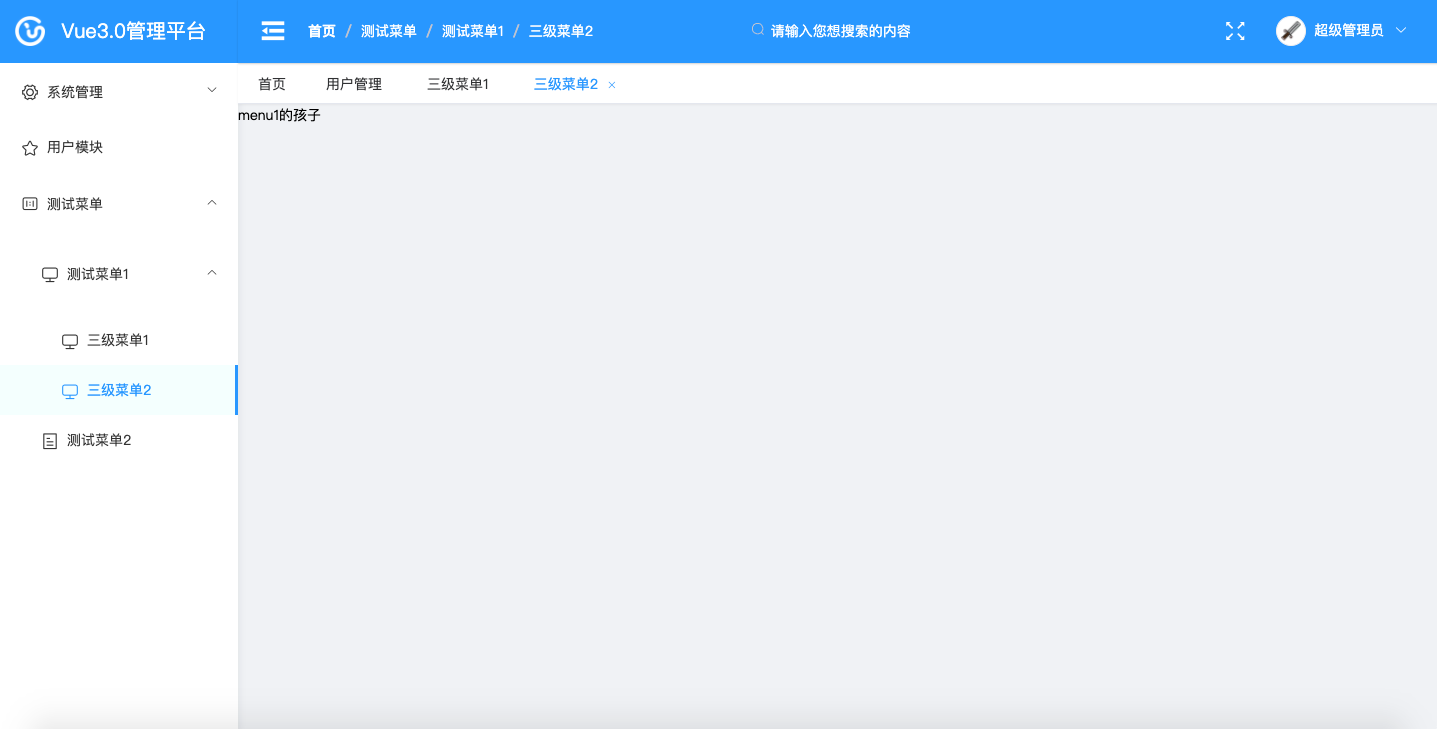 Vue3.0管理平台
首页 / 测试菜单 / 测试菜单1 / 三级菜单2
请输入您想搜索的内容
超级管理员
首页 用户管理 三级菜单1 三级菜单2
系统管理
用户模块
测试菜单
测试菜单1
三级菜单1
三级菜单2
测试菜单2
menu1的孩子